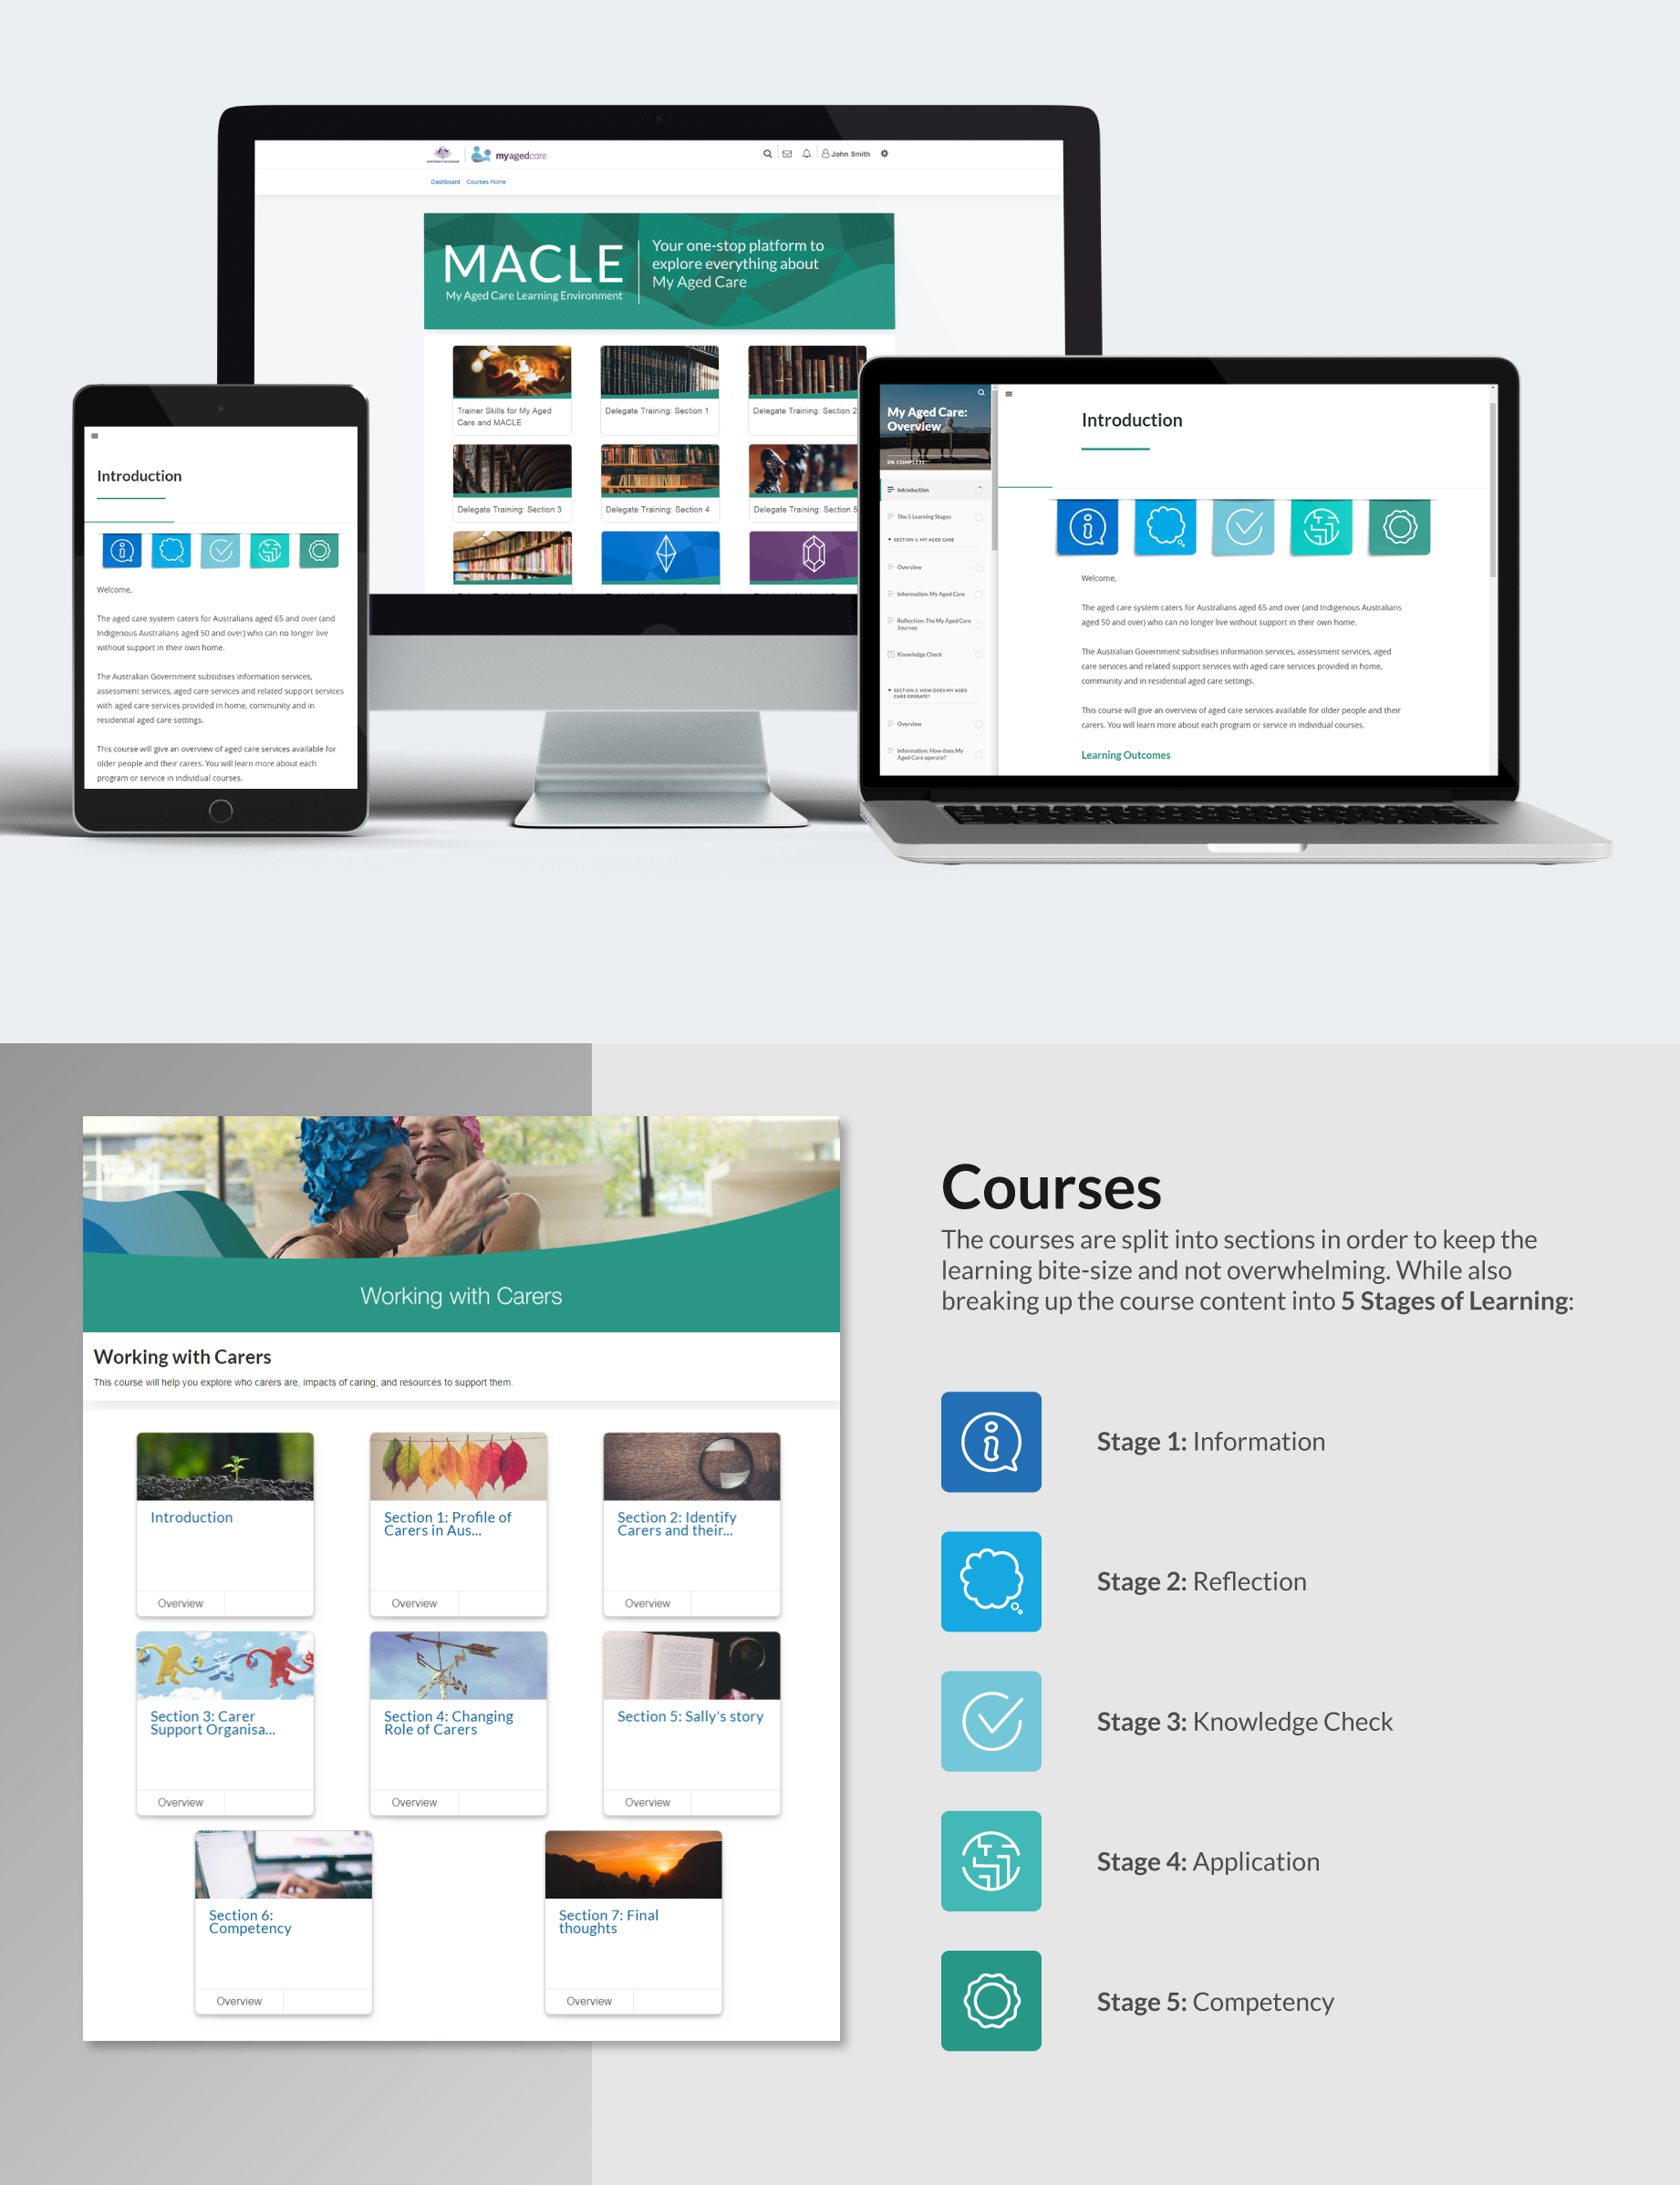 Australian Government
myagedcare
John Smith
Dashboard Courses Home
MACLE
My Aged Care Learning Environment
Your one-stop platform to
explore everything about
My Aged Care
Trainer Skills for My Aged
Care and MACLE
Delegate Training: Section 1
Delegate Training: Section 2
Delegate Training: Section 3
Delegate Training: Section 4
Delegate Training: Section 5
Introduction
Welcome,
The aged care system caters for Australians aged 65 and over (and
Indigenous Australians aged 50 and over) who can no longer live
without support in their own home.
The Australian Government subsidises information services,
assessment services, aged care services and related support services
with aged care services provided in home, community and in
residential aged care settings.
This course will give an overview of aged care services available for
older people and their carers. You will learn more about each
program or service in individual courses.
My Aged Care:
Overview
0% COMPLETE
Introduction
The 5 Learning Stages
SECTION 1: MY AGED CARE
Overview
Information: My Aged Care
Reflection: The My Aged Care
Journey
Knowledge Check
SECTION 2: HOW DOES MY AGED
CARE OPERATE?
Overview
Information: How does My
Aged Care operate?
Introduction
Welcome,
The aged care system caters for Australians aged 65 and over (and Indigenous Australians
aged 50 and over) who can no longer live without support in their own home.
The Australian Government subsidises information services, assessment services, aged
care services and related support services with aged care services provided in home,
community and in residential aged care settings.
This course will give an overview of aged care services available for older people and their
carers. You will learn more about each program or service in individual courses.
Learning Outcomes
Working with Carers
Working with Carers
This course will help you explore who carers are, impacts of caring, and resources to support them.
Introduction
Overview
Section 1: Profile of
Carers in Aus...
Overview
Section 2: Identify
Carers and their...
Overview
Section 3: Carer
Support Organisa...
Overview
Section 4: Changing
Role of Carers
Overview
Section 5: Sally's story
Overview
Section 6:
Competency
Overview
Section 7: Final
thoughts
Overview
Courses
The courses are split into sections in order to keep the
learning bite-size and not overwhelming. While also
breaking up the course content into 5 Stages of Learning:
Stage 1: Information
Stage 2: Reflection
Stage 3: Knowledge Check
Stage 4: Application
Stage 5: Competency